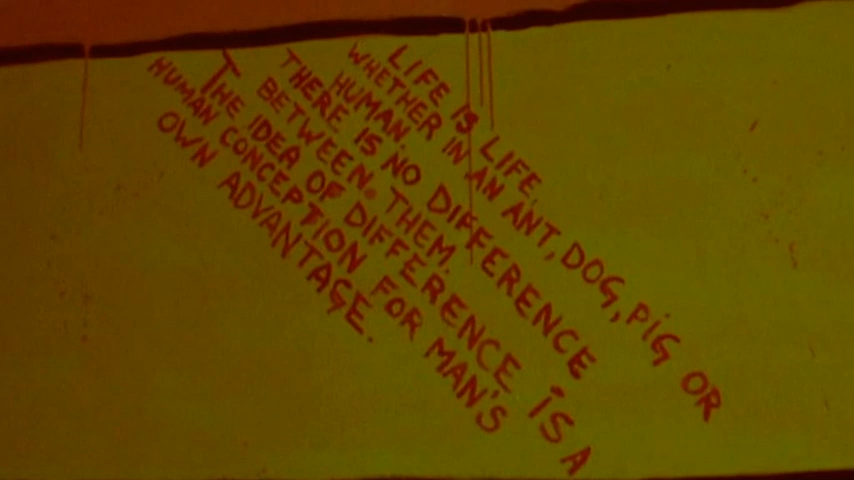 LIFE IS LIFE,
WHETHER IN AN ANT, DOG, PIG OR
HUMAN.
THERE IS NO DIFFERENCE
BETWEEN THEM.
THE IDEA OF DIFFERENCE IS A
HUMAN CONCEPTION FOR MAN'S
OWN ADVANTAGE.